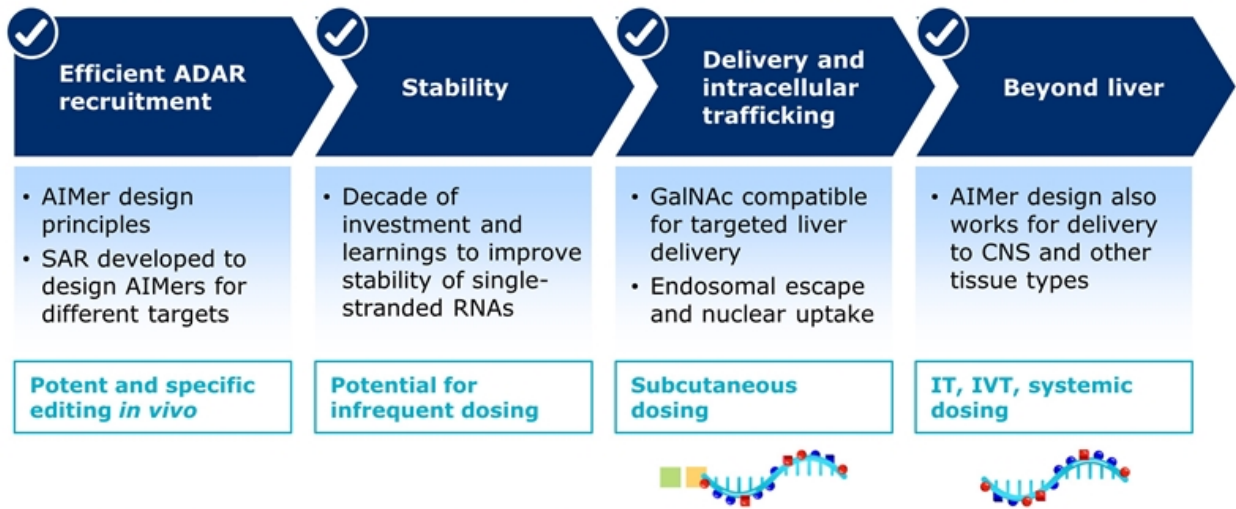 Efficient ADAR
recruitment
Stability
Delivery and
intracellular
trafficking
Beyond liver
• AIMer design
principles
• SAR developed to
design AIMers for
different targets
• Decade of
investment and
learnings to improve
stability of single-
stranded RNAs
• GalNAc compatible
for targeted liver
delivery
• Endosomal escape
and nuclear uptake
• AIMer design also
works for delivery
to CNS and other
tissue types
Potent and specific
editing in vivo
Potential for
infrequent dosing
Subcutaneous
dosing
IT, IVT, systemic
dosing